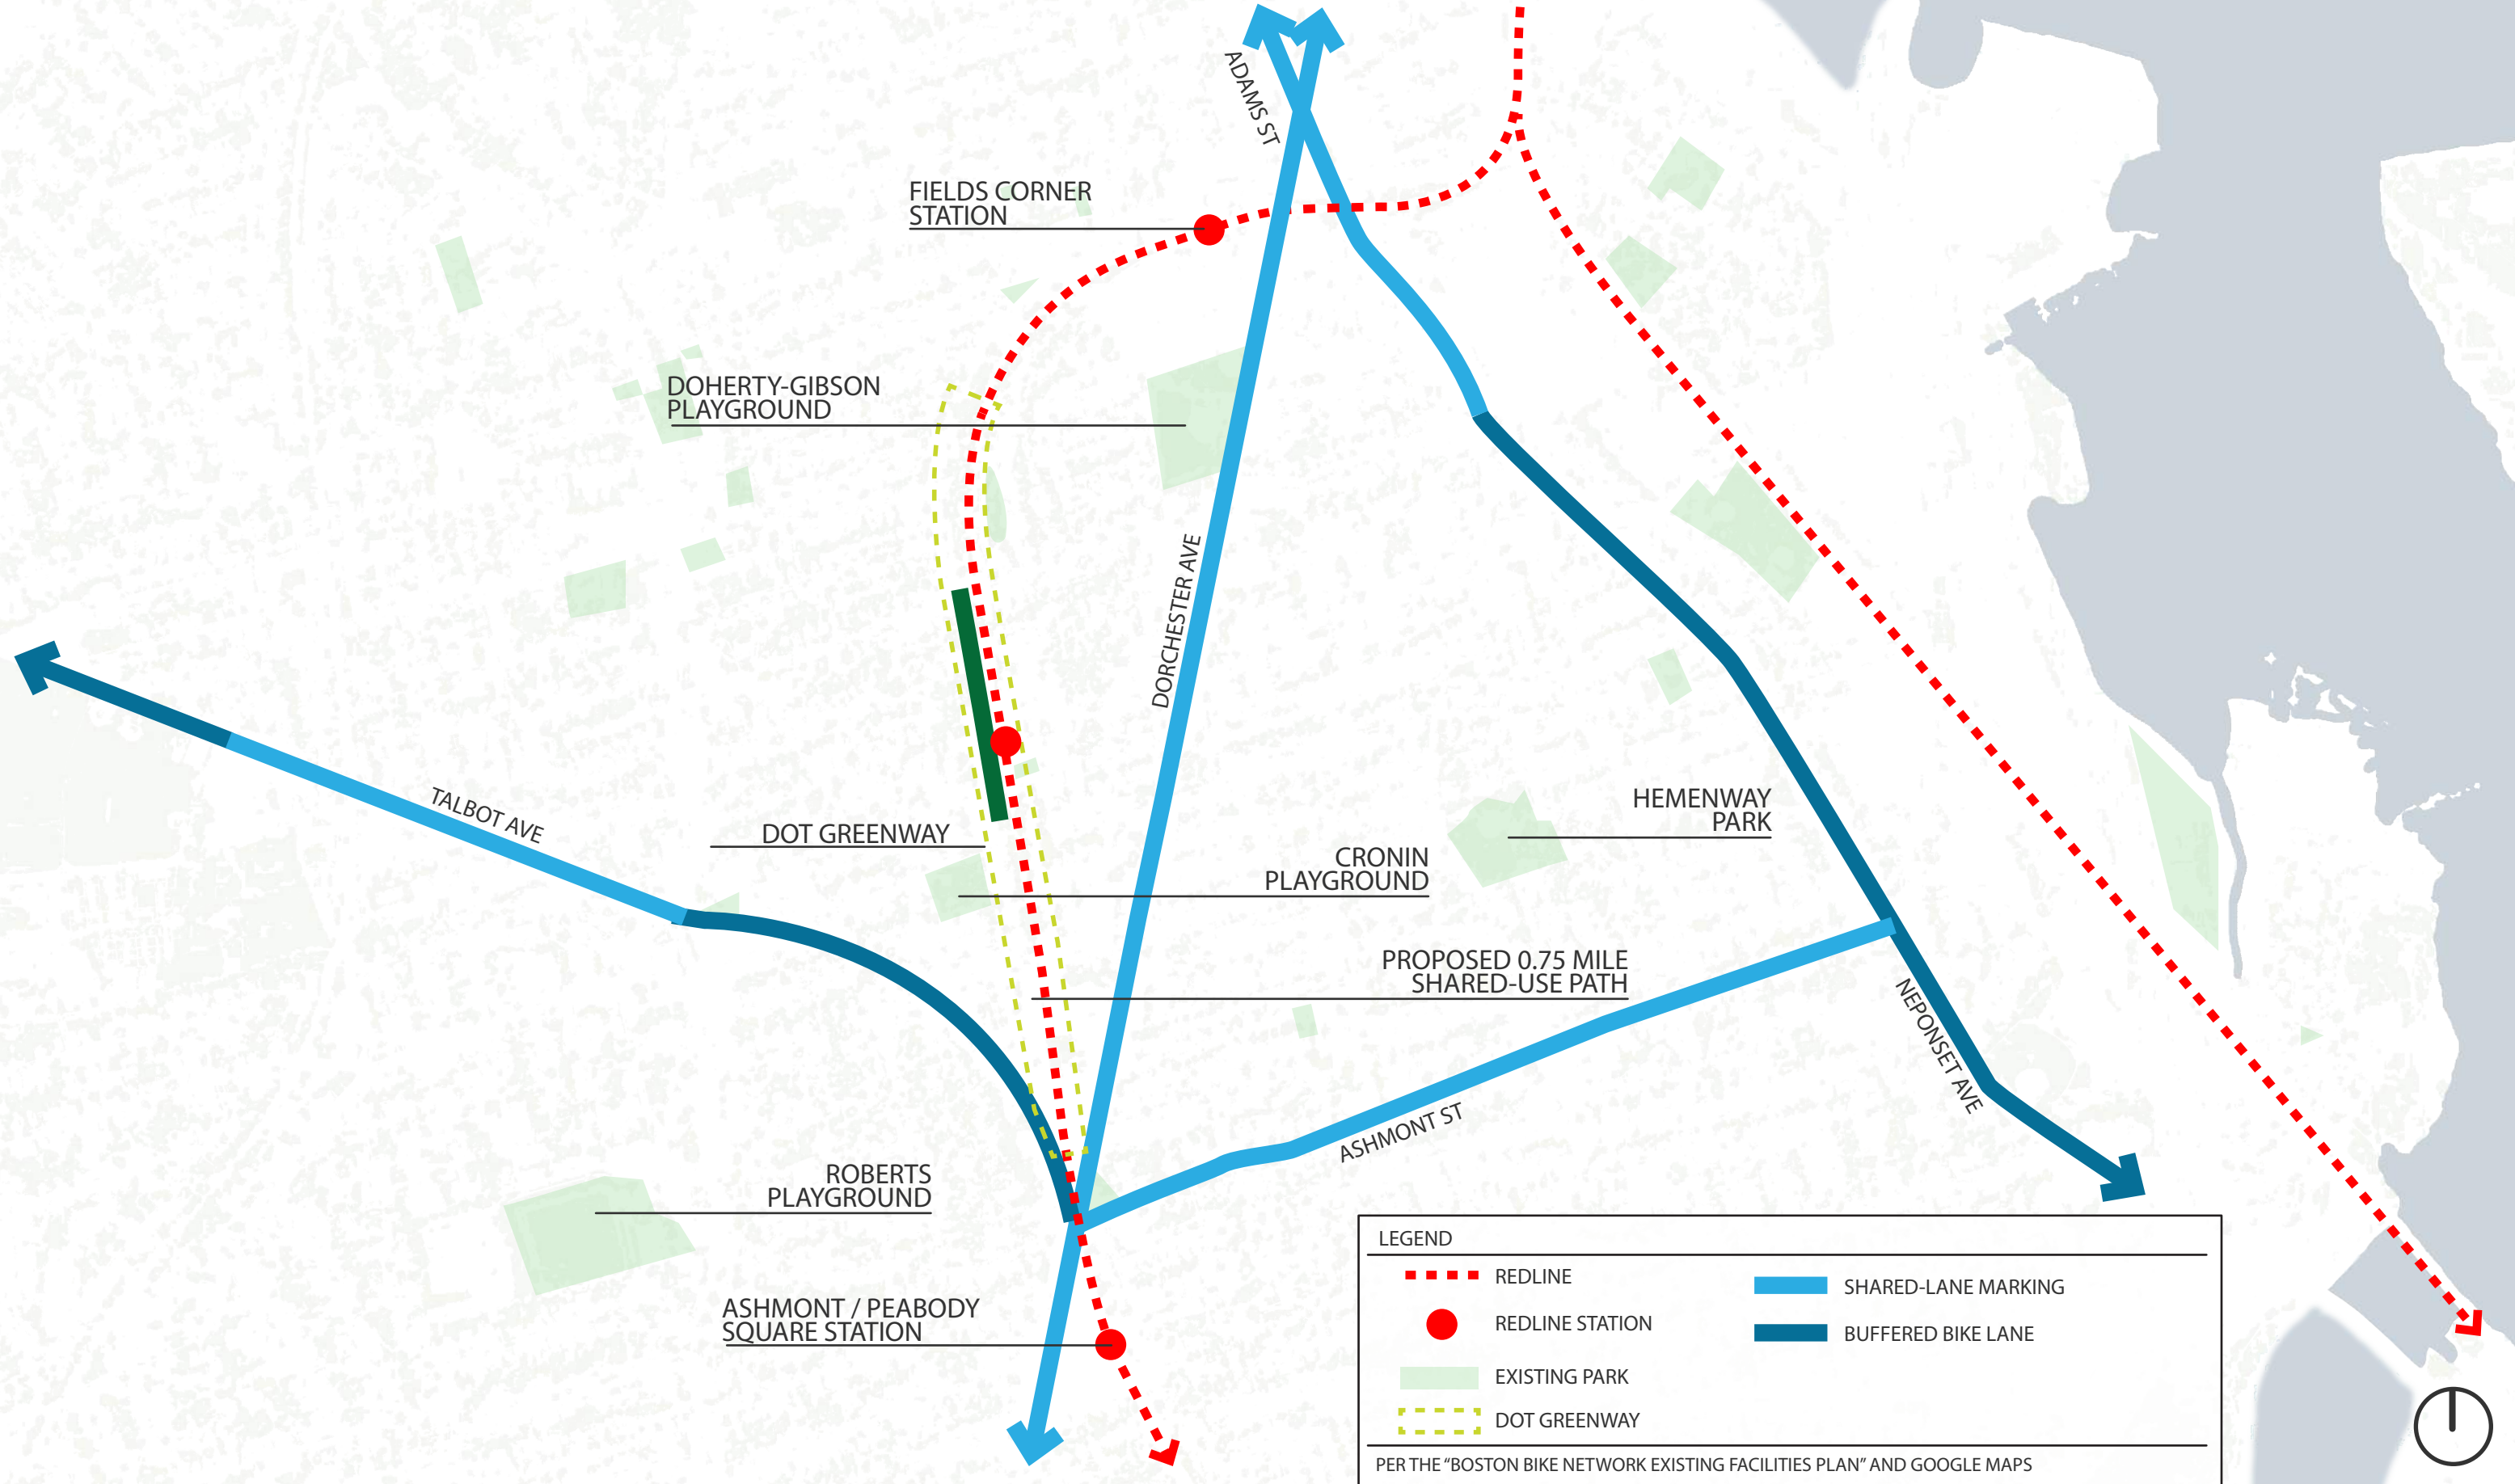 ADAMS ST
FIELDS CORNER
STATION
DOHERTY-GIBSON
PLAYGROUND
DORCHESTER AVE
TALBOT AVE
DOT GREENWAY
HEMENWAY
PARK
CRONIN
PLAYGROUND
PROPOSED 0.75 MILE
SHARED-USE PATH
NEPONSET AVE
ASHMONT ST
ROBERTS
PLAYGROUND
ASHMONT / PEABODY
SQUARE STATION
LEGEND
REDLINE
REDLINE STATION
EXISTING PARK
DOT GREENWAY
SHARED-LANE MARKING
BUFFERED BIKE LANE
PER THE “BOSTON BIKE NETWORK EXISTING FACILITIES PLAN” AND GOOGLE MAPS